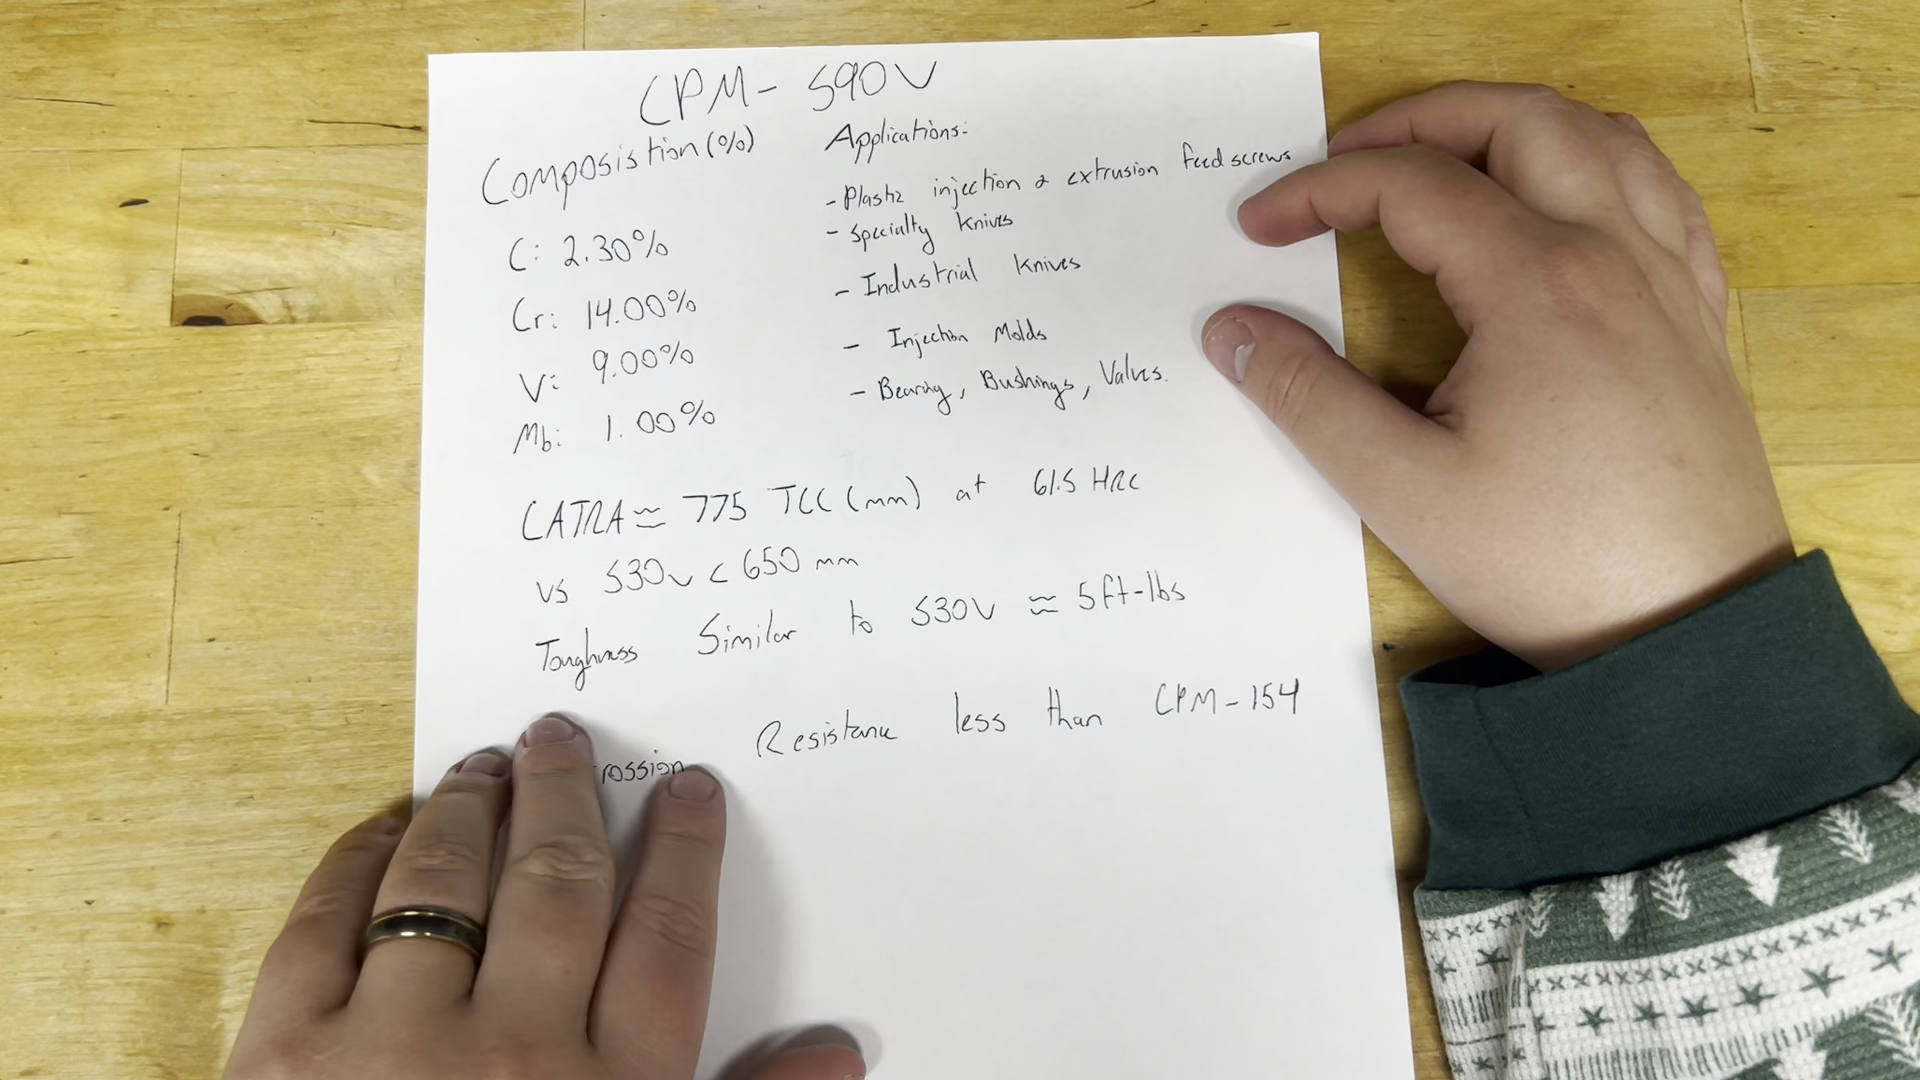 CPM- S90V
Composistion (%)
C: 2.30%
Cr: 14.00%
V: 9.00%
Mb: 1.00%
Applications:
- Plastic injection & extrusion feed screws
- Specialty Knives
- Industrial Knives
- Injection Molds
- Bearing, Bushings, Valves.
CATRA ≈ 775 TCC (mm) at 61.5 HRC
vs S30V < 650 mm
Toughness Similar to S30V ≈ 5ft-lbs
rossion Resistance less than CPM-154